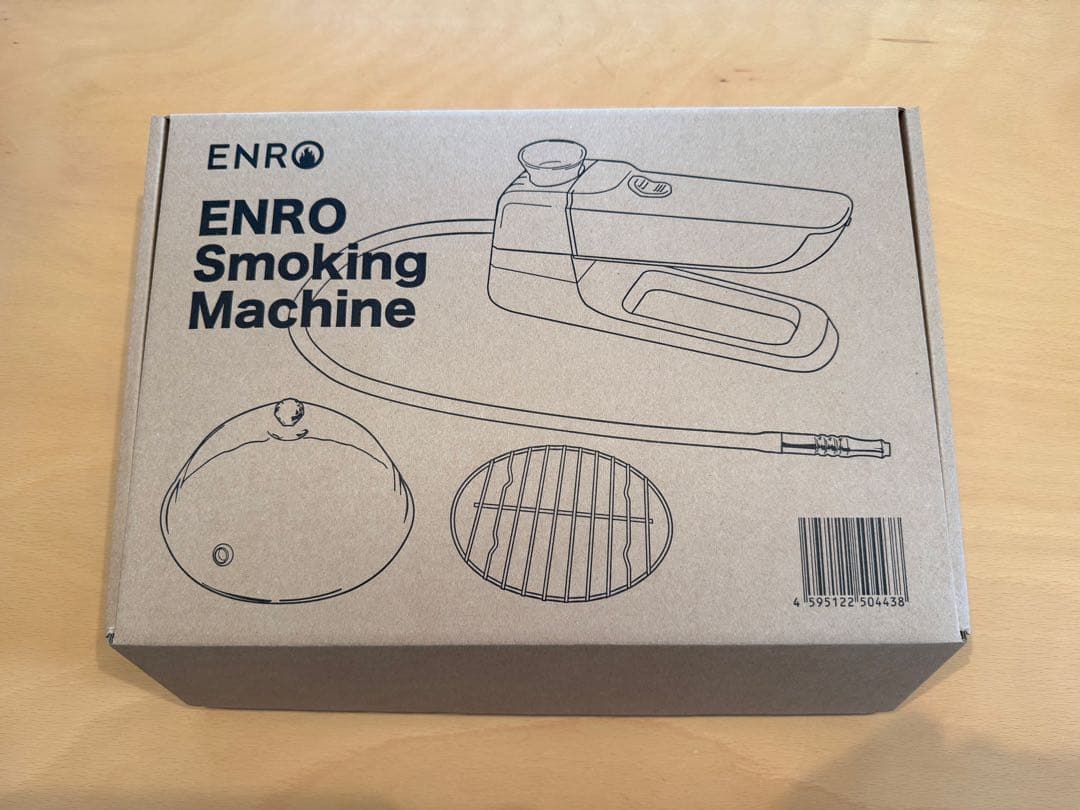 ENRO
ENRO
Smoking
Machine
4 595122 504438